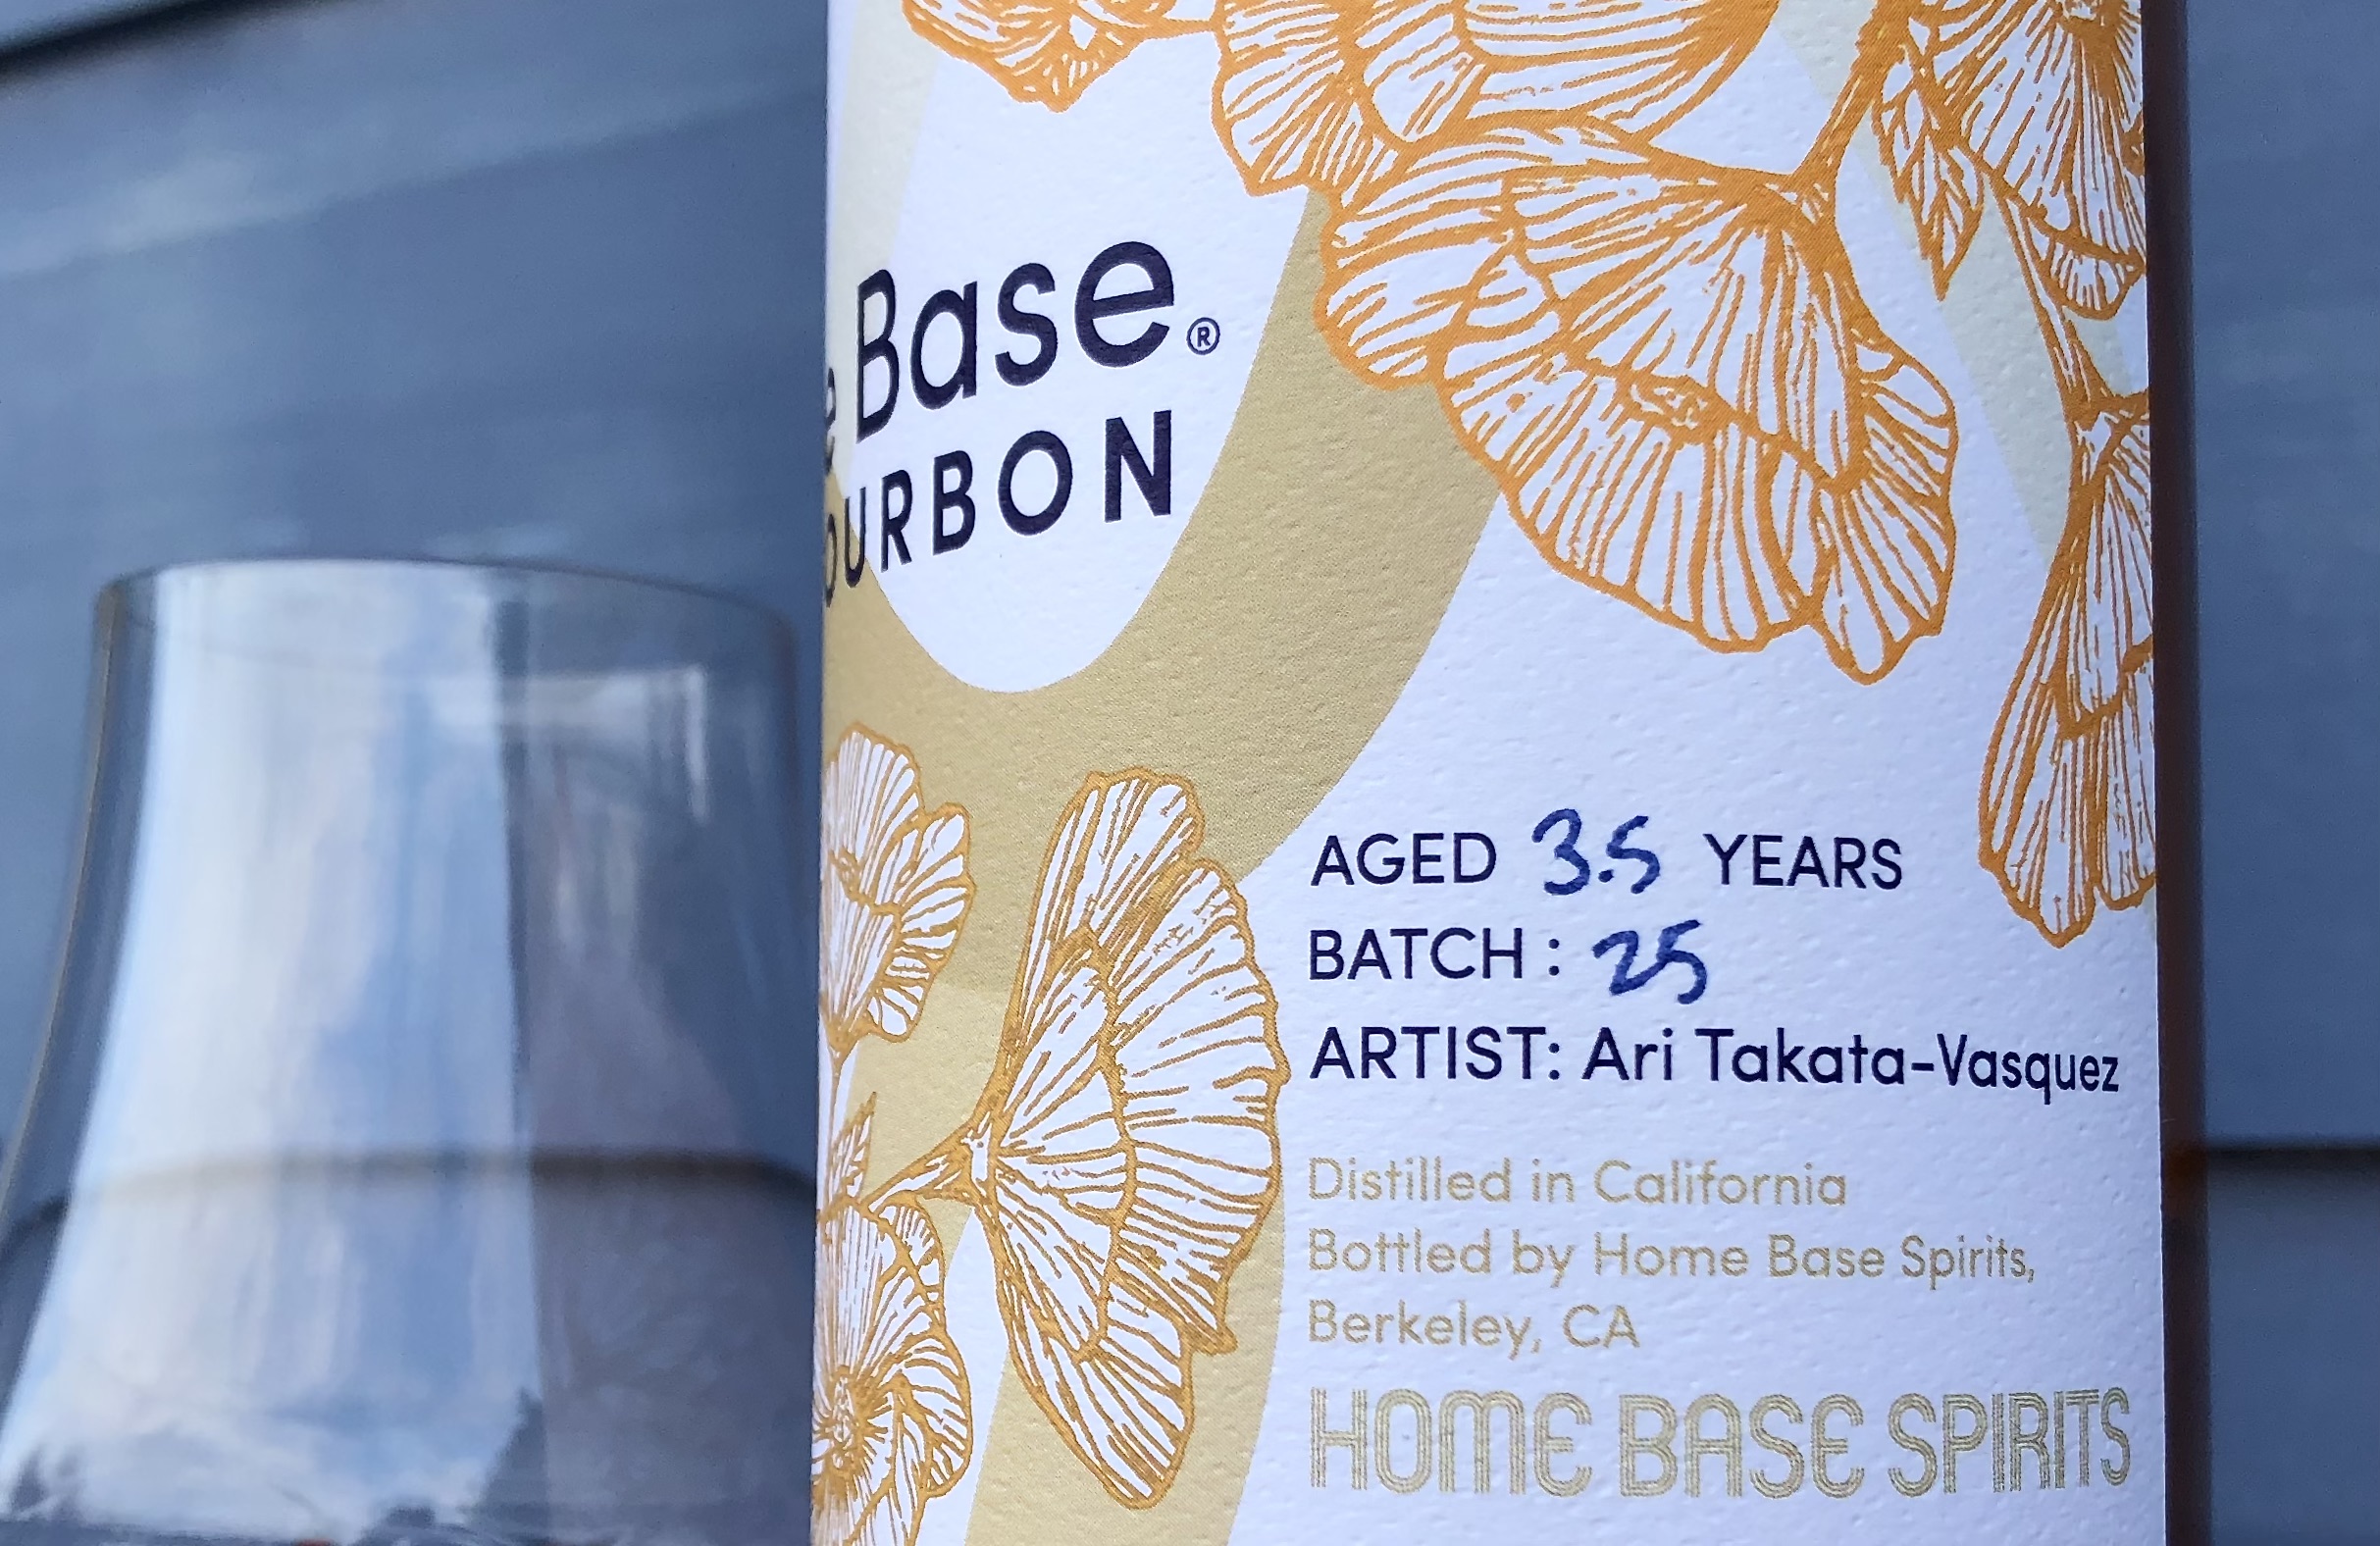 e Base®
OURBON
AGED 3.5 YEARS
BATCH: 25
ARTIST: Ari Takata-Vasquez
Distilled in California
Bottled by Home Base Spirits,
Berkeley, CA
HOME BASE SPIRITS